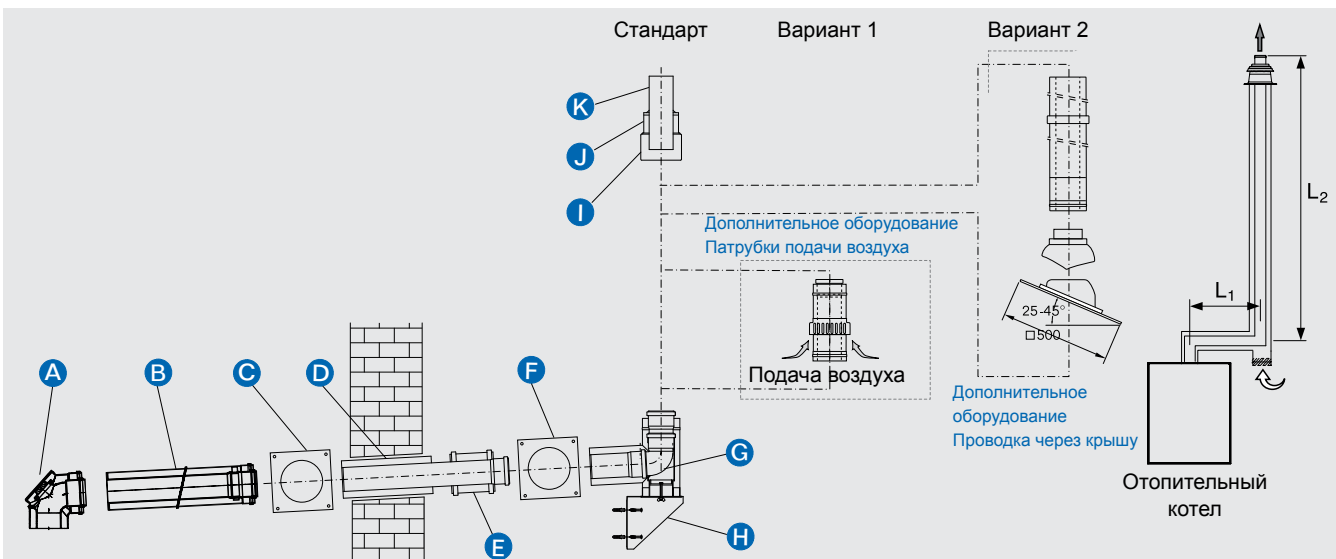 Стандарт
Вариант 1
Вариант 2
K
J
I
L₂
Дополнительное оборудование
Патрубки подачи воздуха
L₁
25-45°
□500
Подача воздуха
A
B
C
D
F
E
G
H
Дополнительное
оборудование
Проводка через крышу
Отопительный
котел